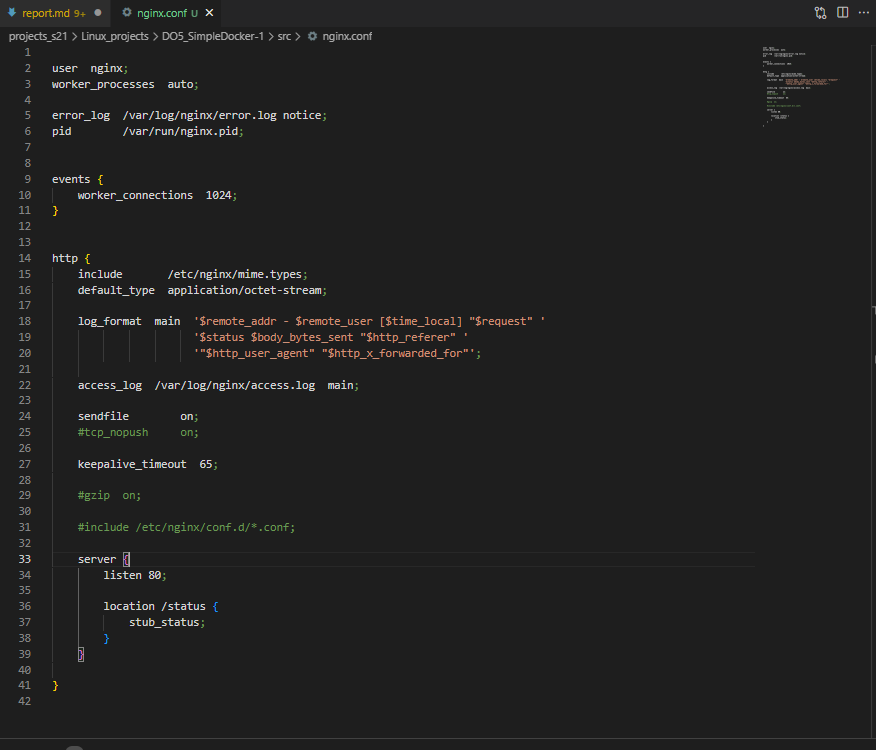 report.md 9+
nginx.conf U
projects_s21 > Linux_projects > DO5_SimpleDocker-1 > src > nginx.conf
1
2 user  nginx;
3 worker_processes  auto;
4
5 error_log  /var/log/nginx/error.log notice;
6 pid        /var/run/nginx.pid;
7
8
9 events {
10     worker_connections  1024;
11 }
12
13
14 http {
15     include       /etc/nginx/mime.types;
16     default_type  application/octet-stream;
17
18     log_format  main  '$remote_addr - $remote_user [$time_local] "$request" '
19                       '$status $body_bytes_sent "$http_referer" '
20                       '"$http_user_agent" "$http_x_forwarded_for"';
21
22     access_log  /var/log/nginx/access.log  main;
23
24     sendfile        on;
25     #tcp_nopush     on;
26
27     keepalive_timeout  65;
28
29     #gzip  on;
30
31     #include /etc/nginx/conf.d/*.conf;
32
33     server {
34         listen 80;
35
36         location /status {
37             stub_status;
38         }
39     }
40
41 }
42